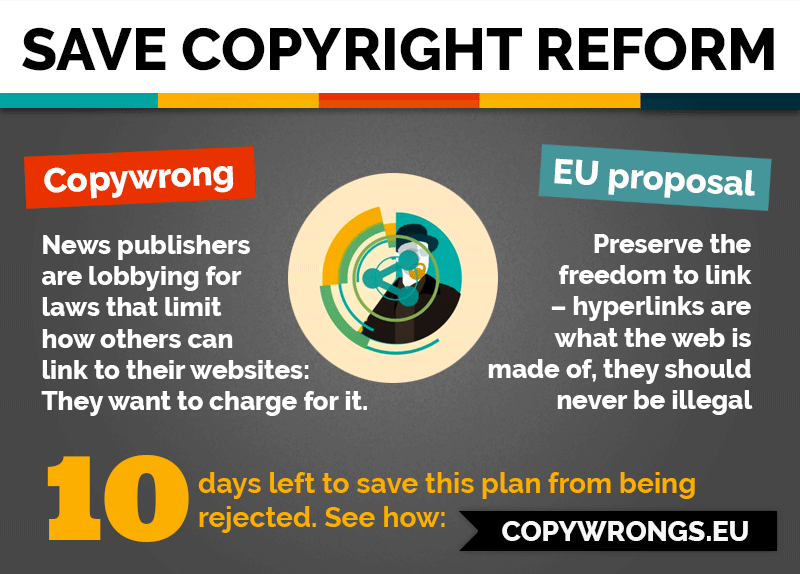 SAVE COPYRIGHT REFORM
Copywrong
News publishers
are lobbying for
laws that limit
how others can
link to their websites:
They want to charge for it.
EU proposal
Preserve the
freedom to link
– hyperlinks are
what the web is
made of, they should
never be illegal
10
days left to save this plan from being
rejected. See how:
COPYWRONGS.EU